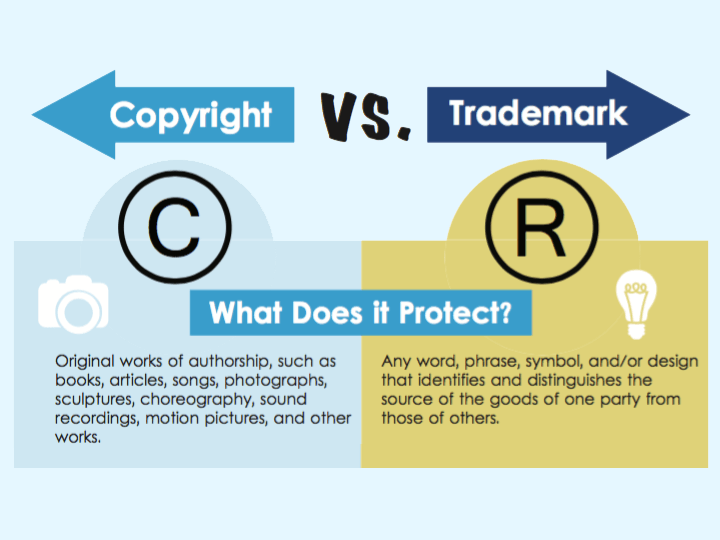 Copyright
vs.
Trademark
C
R
What Does it Protect?
Original works of authorship, such as
books, articles, songs, photographs,
sculptures, choreography, sound
recordings, motion pictures, and other
works.
Any word, phrase, symbol, and/or design
that identifies and distinguishes the
source of the goods of one party from
those of others.